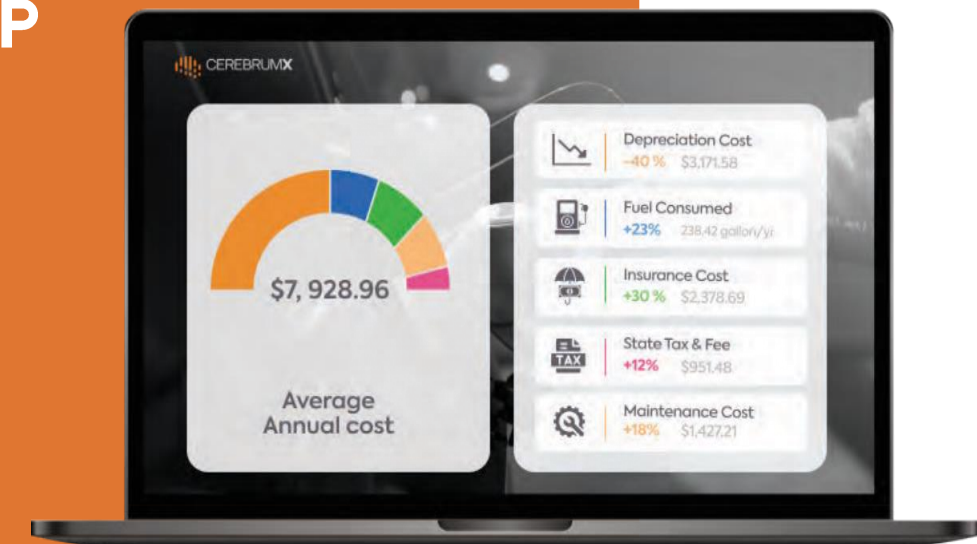 P
CEREBRUMX
$7, 928.96
Average
Annual cost
Depreciation Cost
-40 % $3,171.58
Fuel Consumed
+23% 238.42 gallon/yr
Insurance Cost
+30 % $2,378.69
TAX
State Tax & Fee
+12% $951.48
Maintenance Cost
+18% $1,427.21